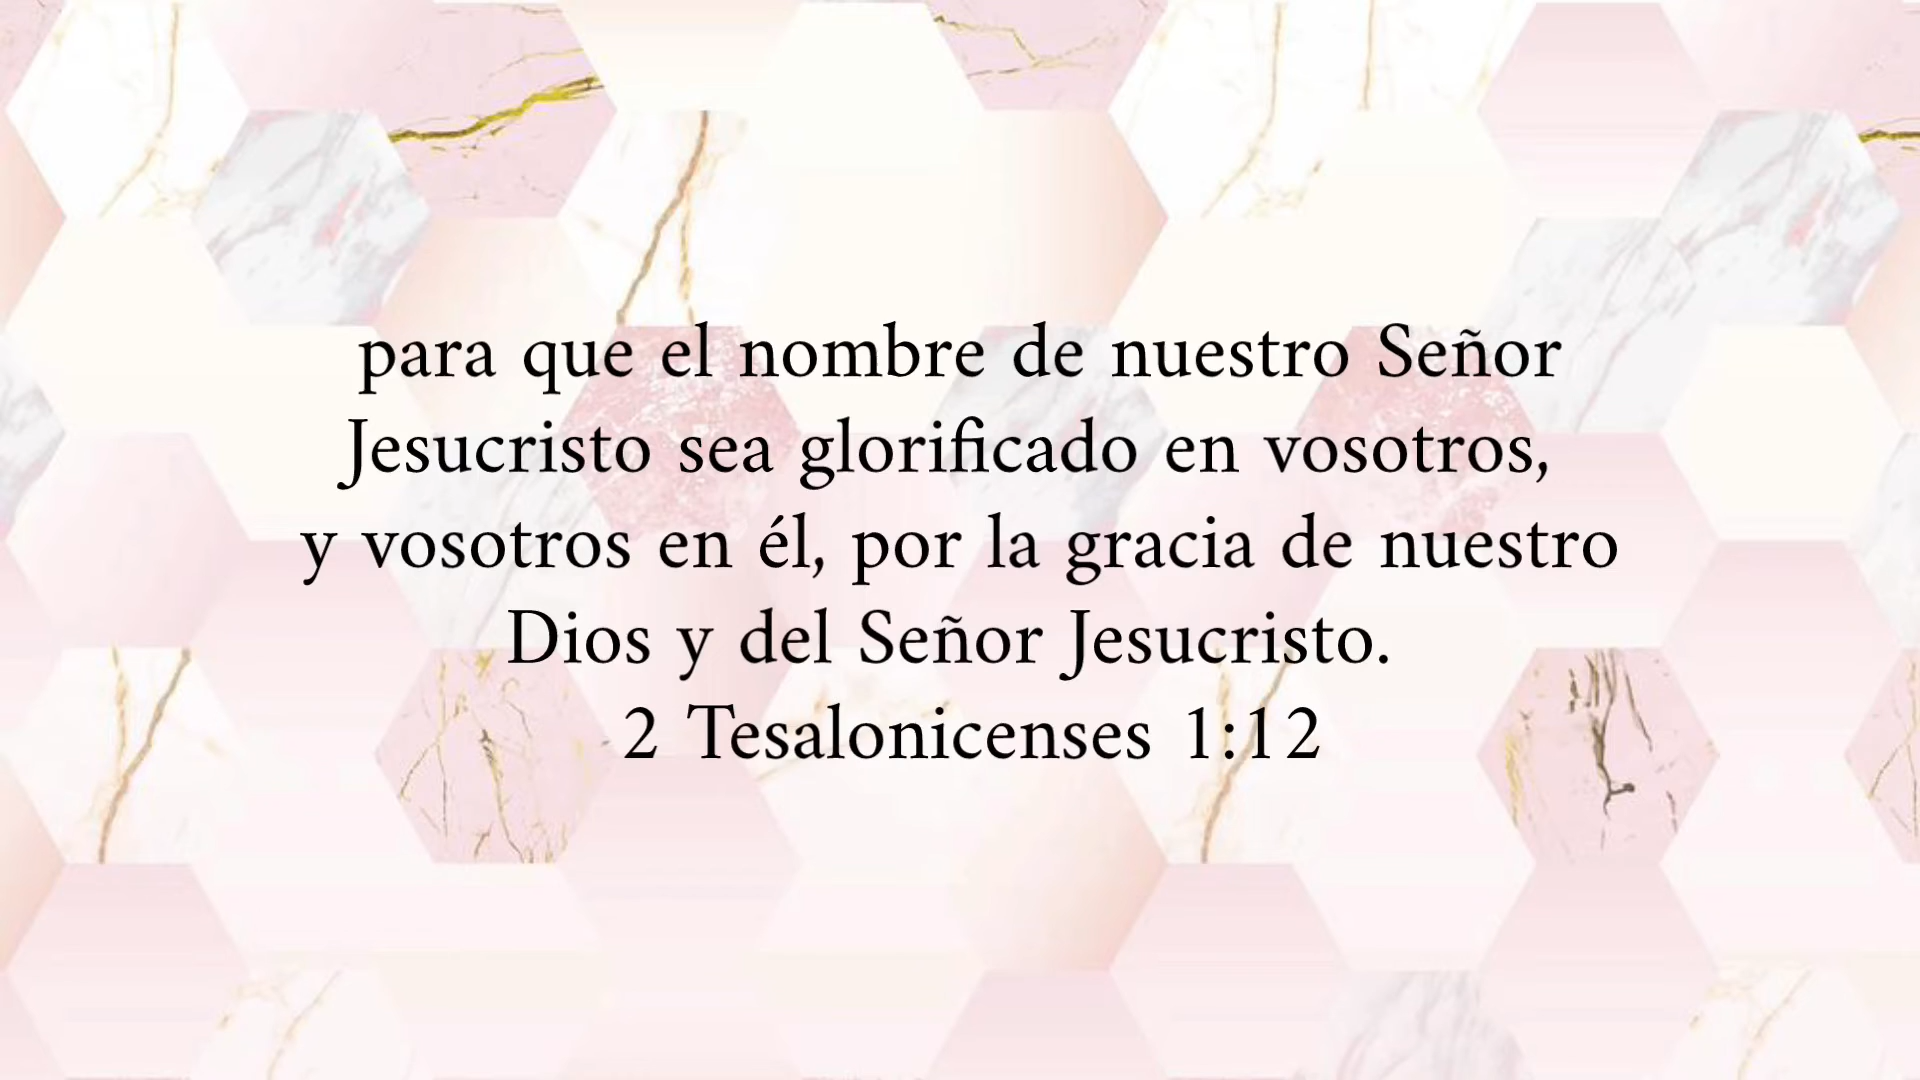 para que el nombre de nuestro Señor
Jesucristo sea glorificado en vosotros,
y vosotros en él, por la gracia de nuestro
Dios y del Señor Jesucristo.
2 Tesalonicenses 1:12